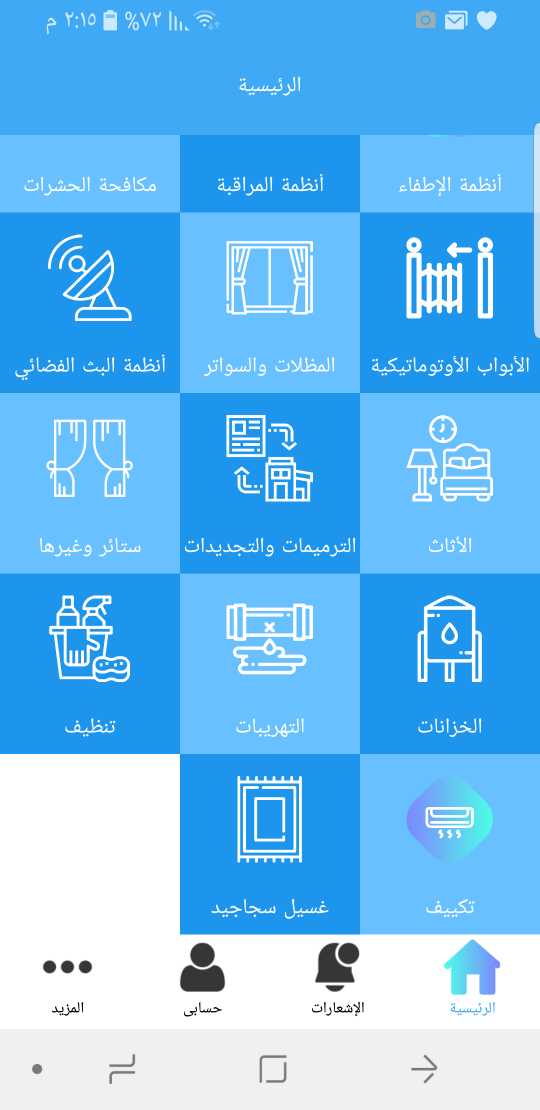 ٢:١٥ م %٧٢
الرئيسية
أنظمة الإطفاء
أنظمة المراقبة
مكافحة الحشرات
الأبواب الأوتوماتيكية
المظلات والسواتر
أنظمة البث الفضائي
الأثاث
الترميمات والتجديدات
ستائر وغيرها
الخزانات
التهريبات
تنظيف
تكييف
غسيل سجاجيد
الرئيسية
الإشعارات
حسابى
المزيد